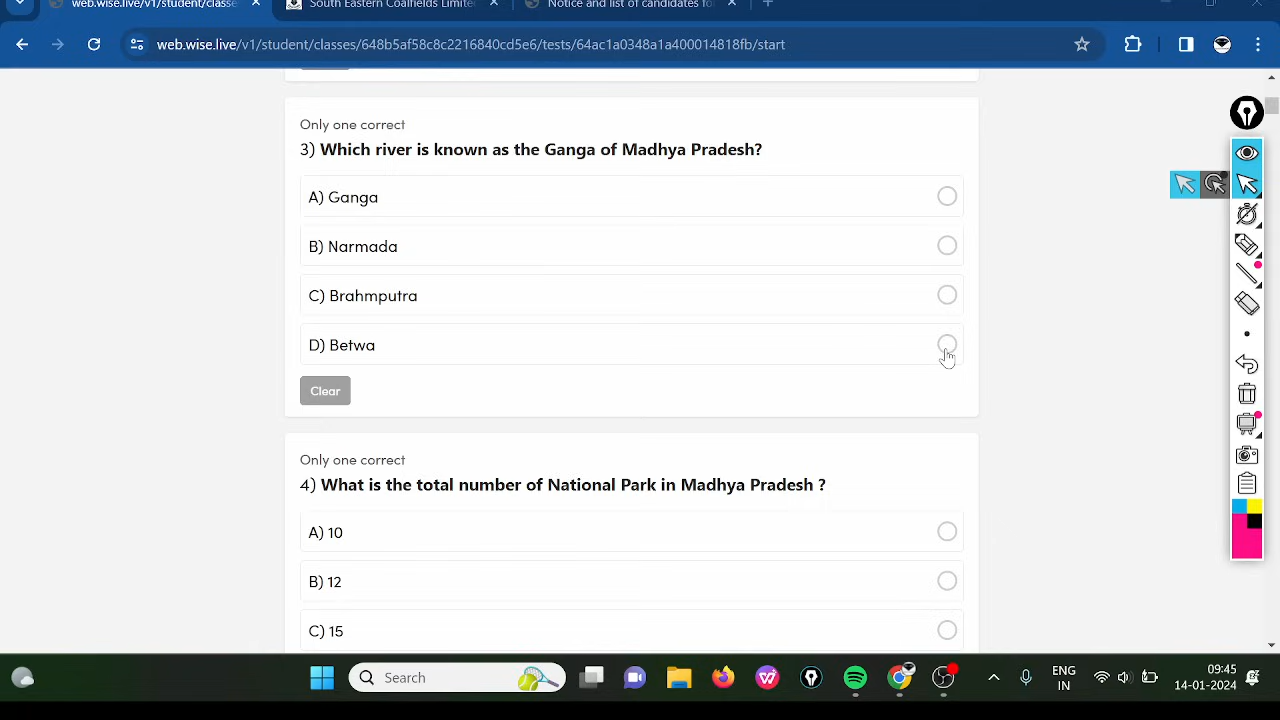 web.wise.live/v1/student/classe
South Eastern Coalfields Limite
Notice and list of candidates fo
web.wise.live/v1/student/classes/648b5af58c8c2216840cd5e6/tests/64ac1a0348a1a400014818fb/start
Only one correct
3) Which river is known as the Ganga of Madhya Pradesh?
A) Ganga
B) Narmada
C) Brahmputra
D) Betwa
Clear
Only one correct
4) What is the total number of National Park in Madhya Pradesh ?
A) 10
B) 12
C) 15
Search
ENG
IN
09:45
14-01-2024